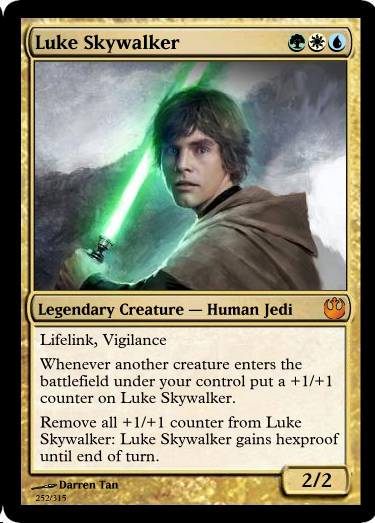 Luke Skywalker
Legendary Creature — Human Jedi
Lifelink, Vigilance
Whenever another creature enters the
battlefield under your control put a +1/+1
counter on Luke Skywalker.
Remove all +1/+1 counter from Luke
Skywalker: Luke Skywalker gains hexproof
until end of turn.
2/2
Darren Tan
252/315